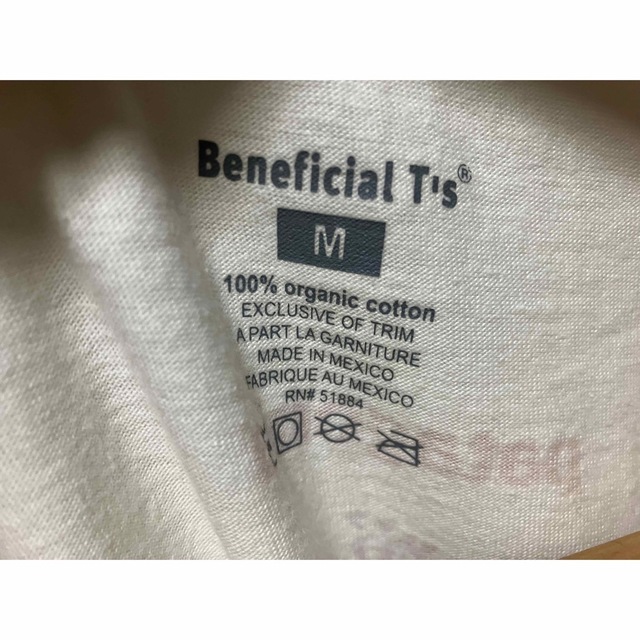 Beneficial T's®
M
100% organic cotton
EXCLUSIVE OF TRIM
A PART LA GARNITURE
MADE IN MEXICO
FABRIQUE AU MEXICO
RN# 51884